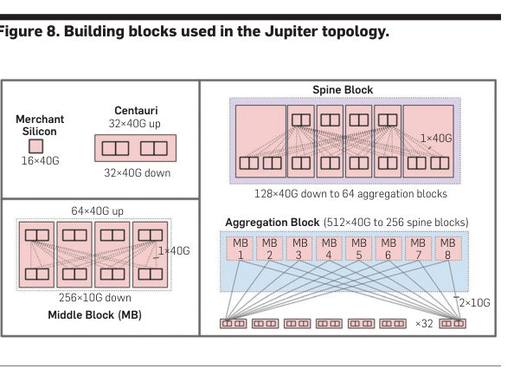 Figure 8. Building blocks used in the Jupiter topology.
Merchant
Silicon
16×40G
Centauri
32×40G up
32×40G down
64×40G up
1×40G
256×10G down
Middle Block (MB)
Spine Block
1×40G
128×40G down to 64 aggregation blocks
Aggregation Block (512×40G to 256 spine blocks)
MB MB MB MB MB MB MB MB
1 2 3 4 5 6 7 8
2×10G
×32